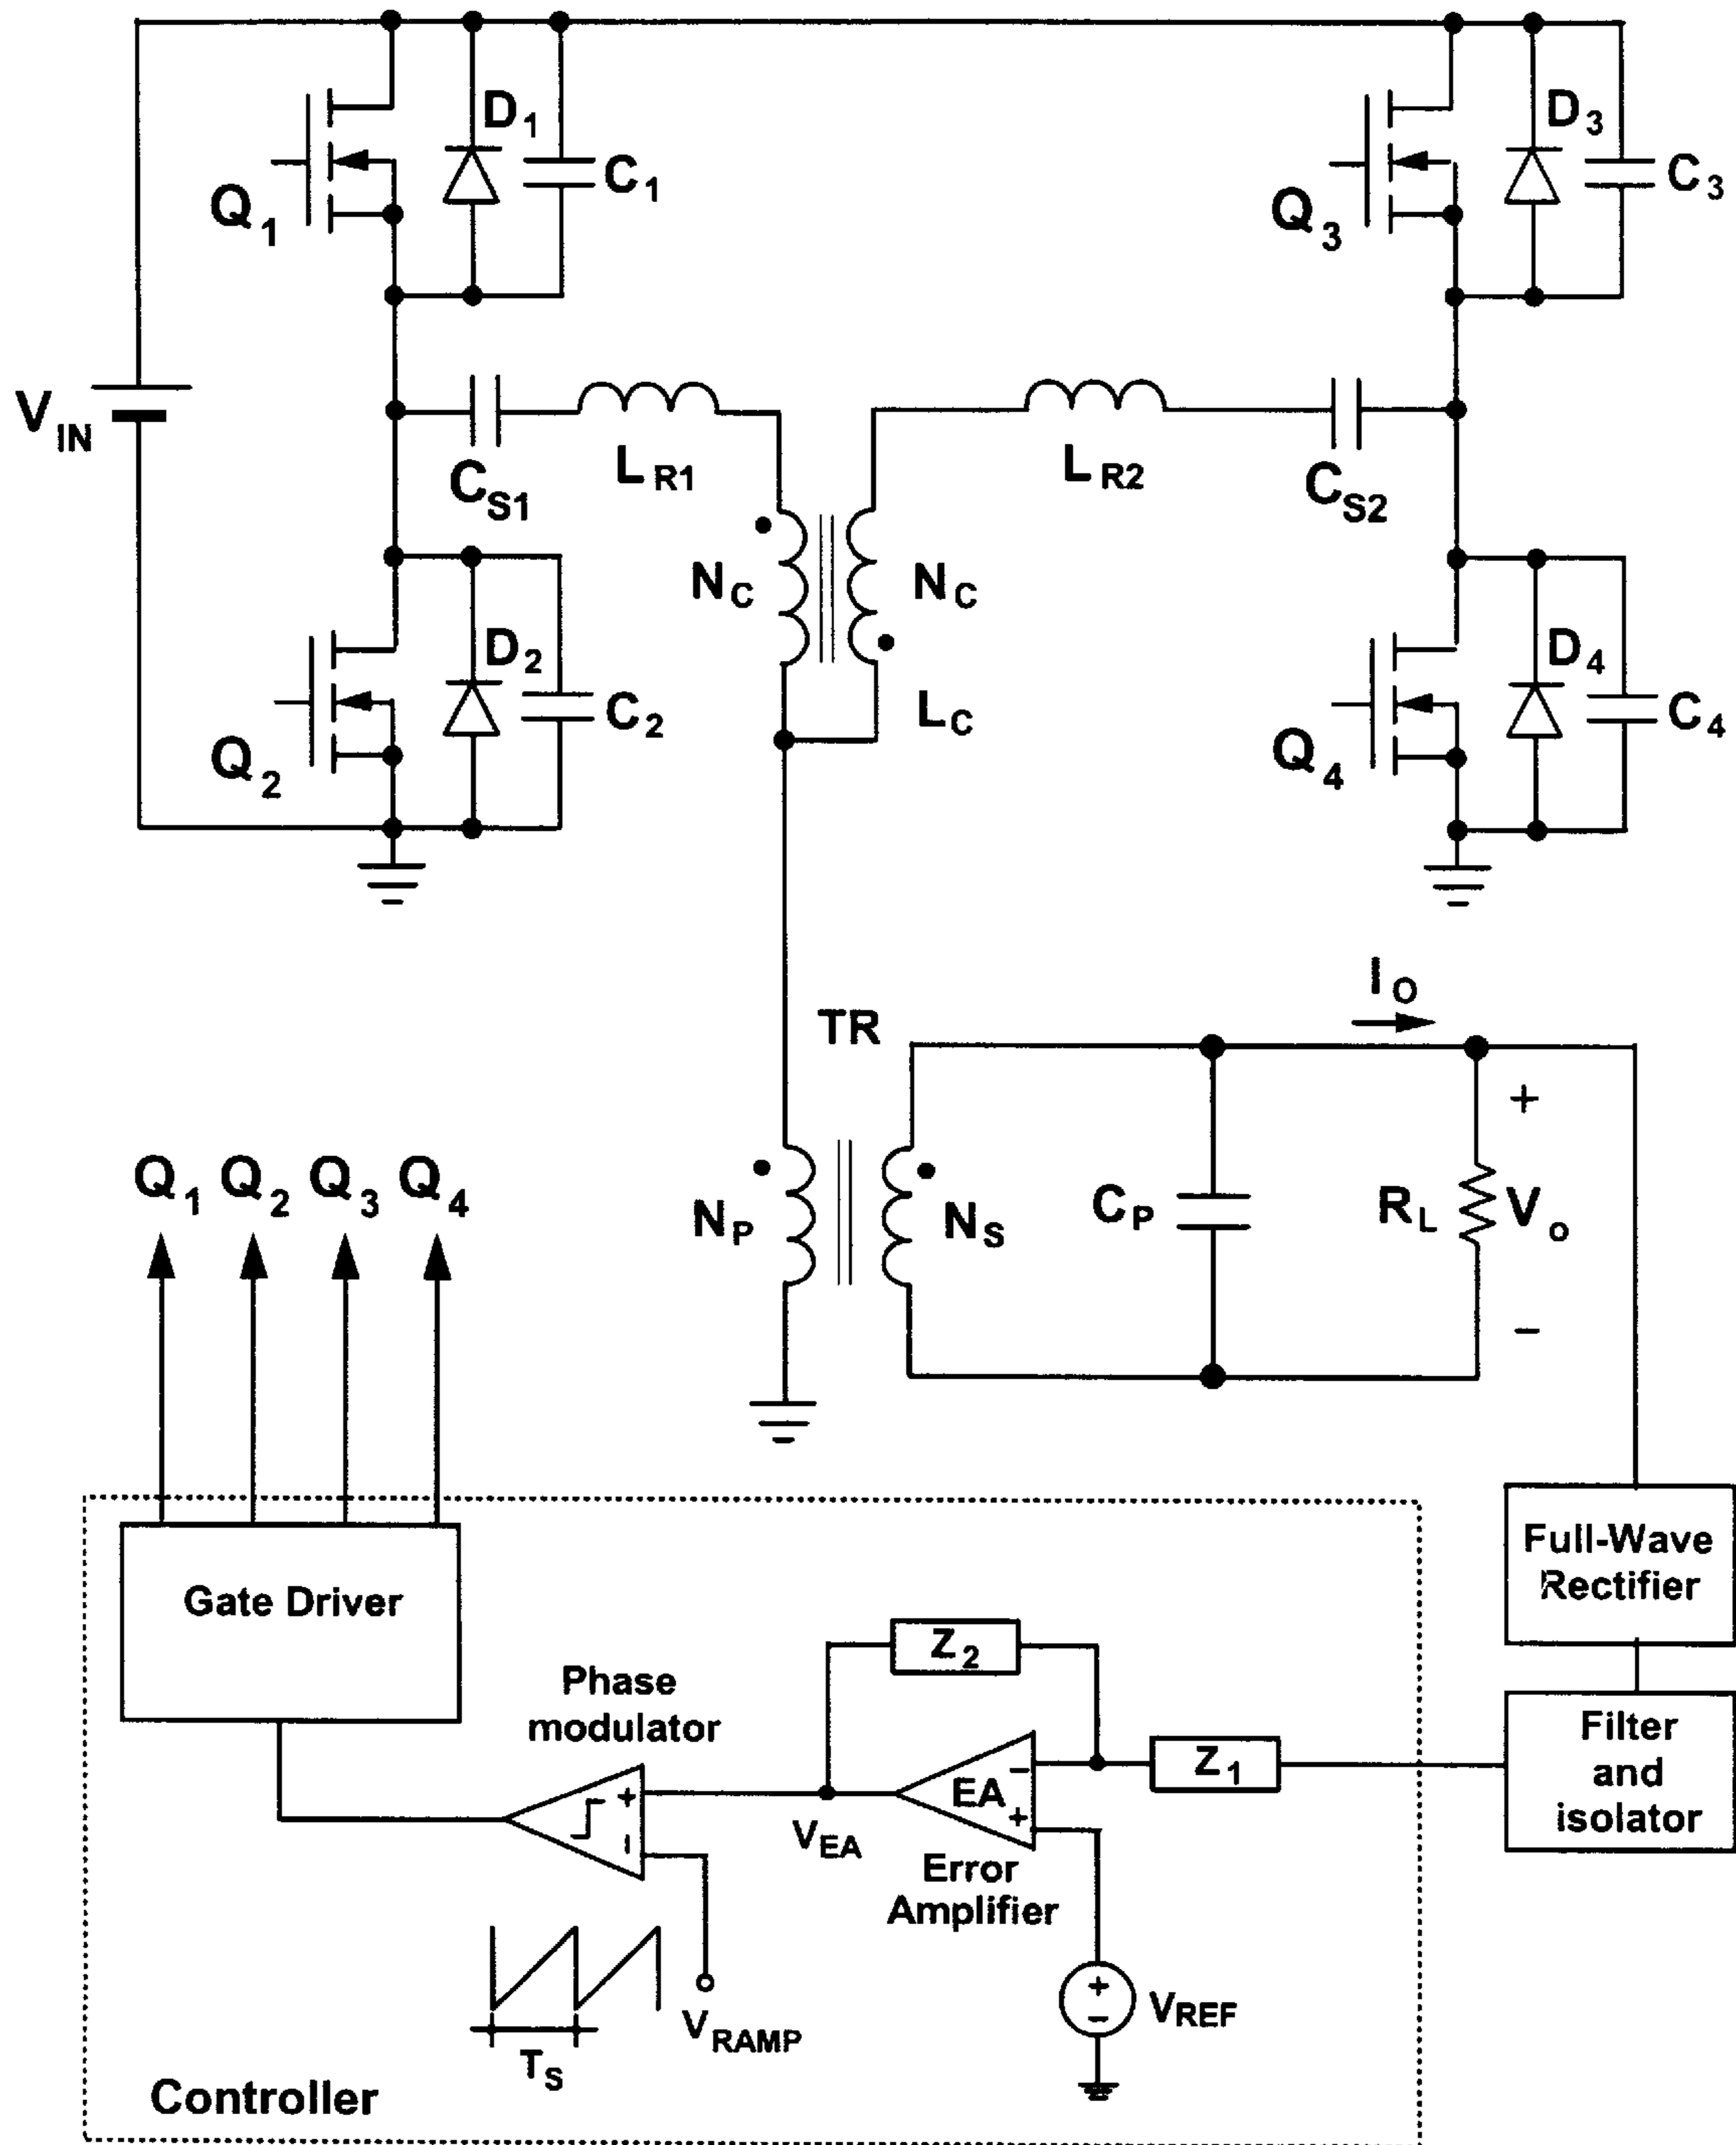 D1
C1
Q1
D3
C3
Q3
VIN
CS1
LR1
LR2
CS2
NC
NC
LC
D2
C2
Q2
D4
C4
Q4
IO
TR
+
NP
NS
CP
RL
Vo
−
Q1 Q2 Q3 Q4
Full-Wave
Rectifier
Gate Driver
Z2
Phase
modulator
Filter
and
isolator
Z1
−
EA
+
+
−
VEA
Error
Amplifier
VRAMP
TS
+
−
VREF
Controller